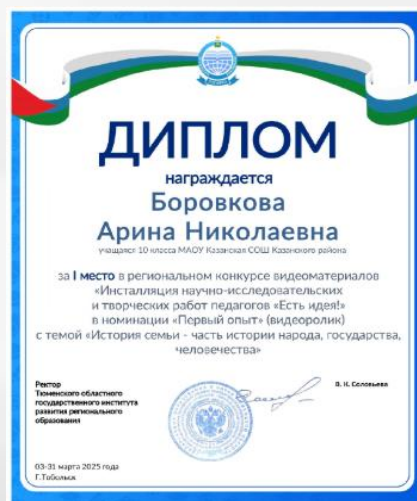 ДИПЛОМ
награждается
Боровкова
Арина Николаевна
учащаяся 10 класса МАОУ Казанская СОШ Казанского района
за I место в региональном конкурсе видеоматериалов
«Инсталляция научно-исследовательских
и творческих работ педагогов «Есть идея!»
в номинации «Первый опыт» (видеоролик)
с темой «История семьи - часть истории народа, государства,
человечества»
Ректор
Тюменского областного
государственного института
развития регионального
образования
В. Н. Соловьева
03-31 марта 2025 года
Г.Тобольск